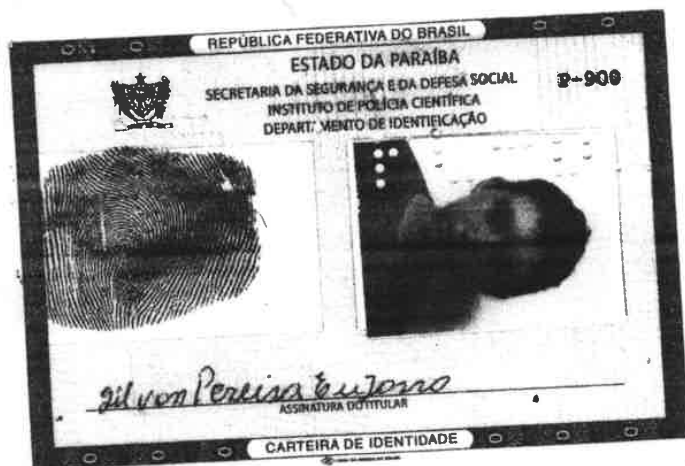 REPÚBLICA FEDERATIVA DO BRASIL
ESTADO DA PARAÍBA
SECRETARIA DA SEGURANÇA E DA DEFESA SOCIAL
P-900
INSTITUTO DE POLÍCIA CIENTÍFICA
DEPART. MENTO DE IDENTIFICAÇÃO
Gilvan Pereira
ASSINATURA DO TITULAR
CARTEIRA DE IDENTIDADE